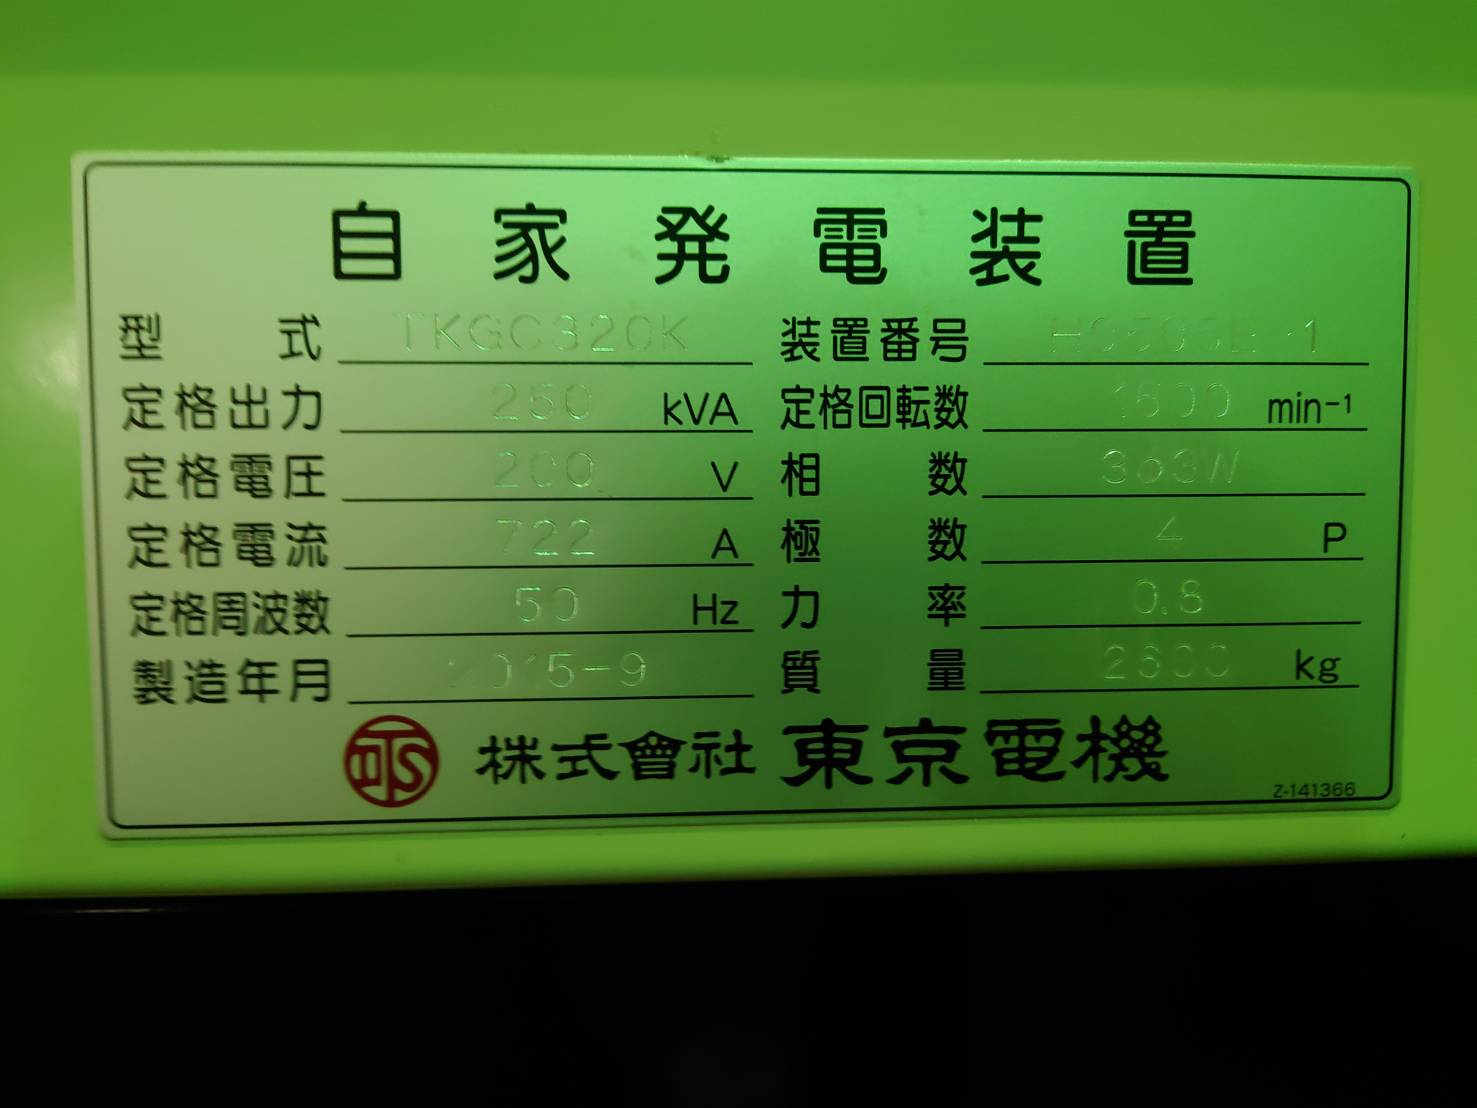 自家発電装置
型式 TKGC320K 装置番号
定格出力 250 kVA 定格回転数 1500 min-1
定格電圧 200 V 相数 3φ3W
定格電流 722 A 極数 4 P
定格周波数 50 Hz 力率 0.8
製造年月 2015-9 質量 kg
株式會社 東京電機
Z-141366